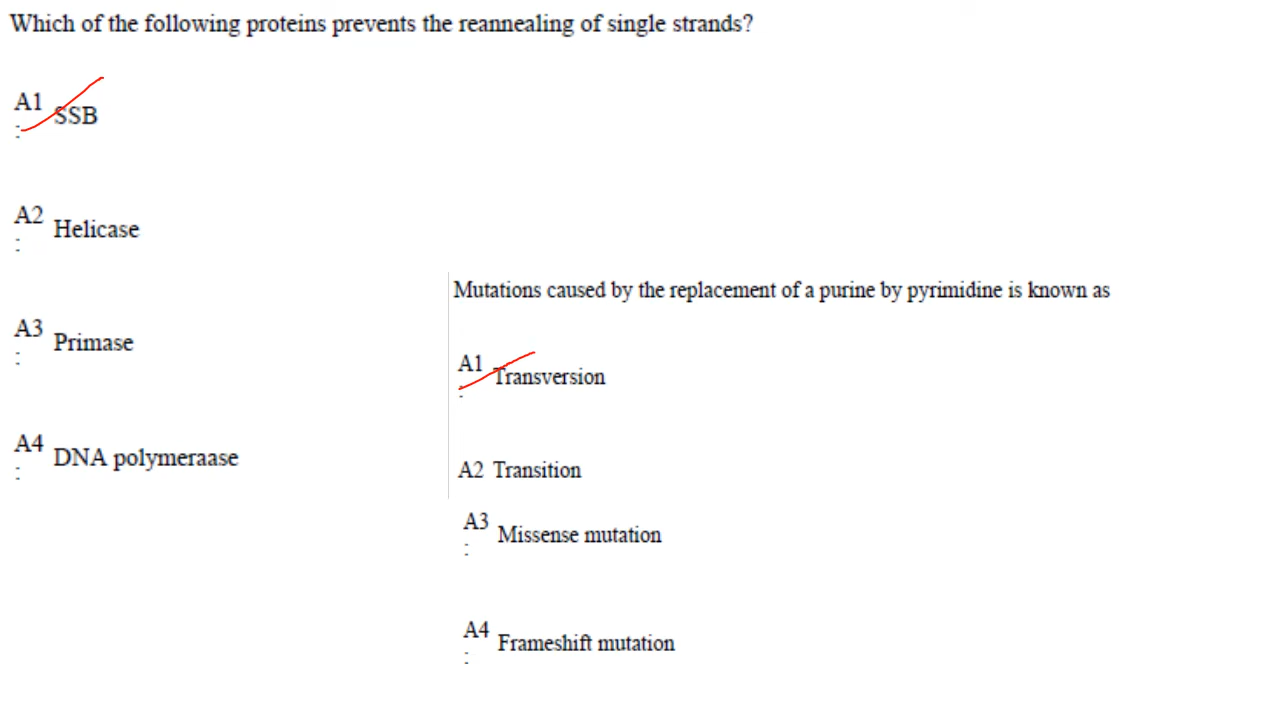 Which of the following proteins prevents the reannealing of single strands?
A1
: SSB
A2
: Helicase
A3
: Primase
A4
: DNA polymeraase
Mutations caused by the replacement of a purine by pyrimidine is known as
A1
: Transversion
A2 Transition
A3
: Missense mutation
A4
: Frameshift mutation